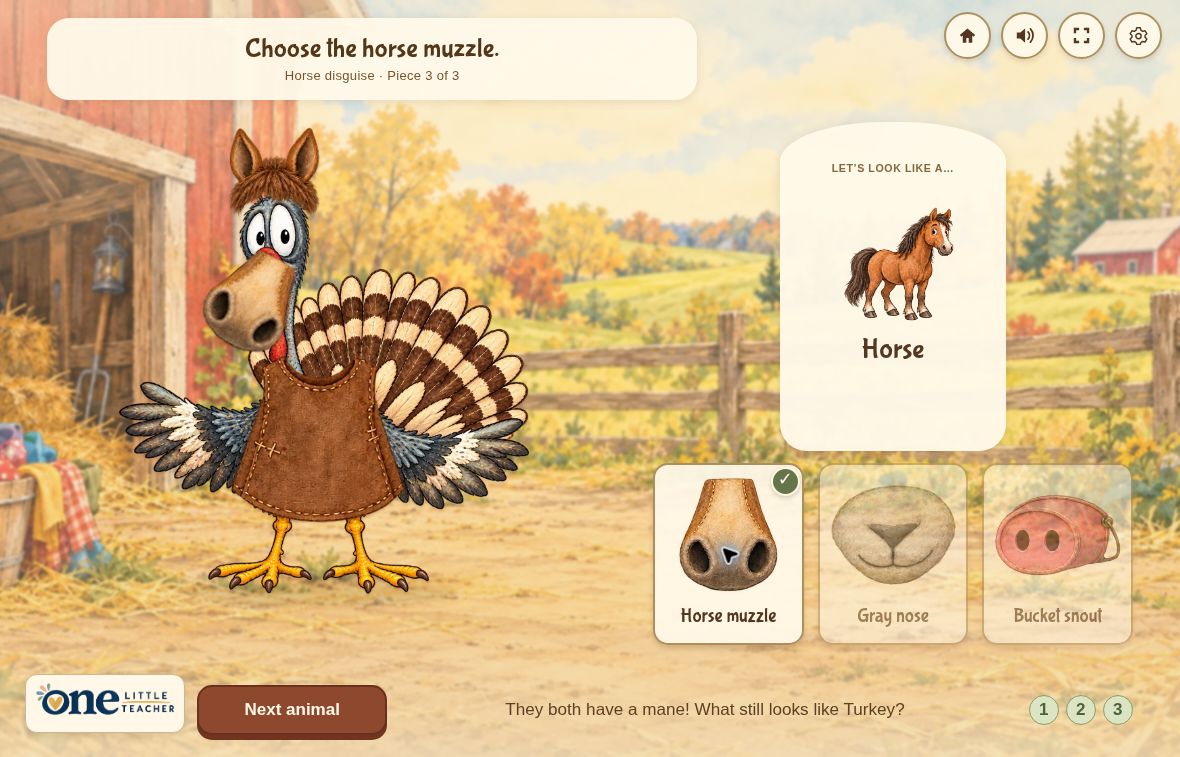 Choose the horse muzzle.
Horse disguise · Piece 3 of 3
LET'S LOOK LIKE A...
Horse
Horse muzzle
Gray nose
Bucket snout
one LITTLE TEACHER
Next animal
They both have a mane! What still looks like Turkey?
1 2 3